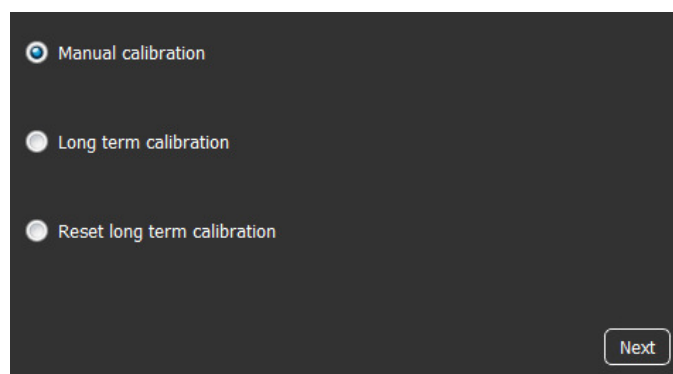 Manual calibration
Long term calibration
Reset long term calibration
Next